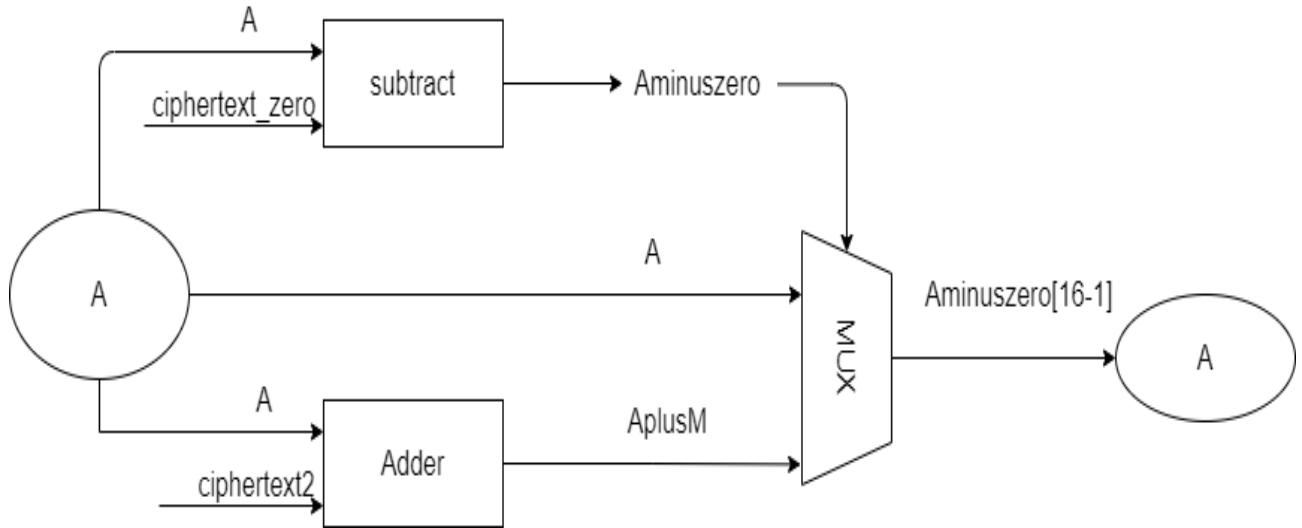 A
subtract
Aminuszero
ciphertext_zero
A
A
Aminuszero[16-1]
MUX
A
A
AplusM
Adder
ciphertext2